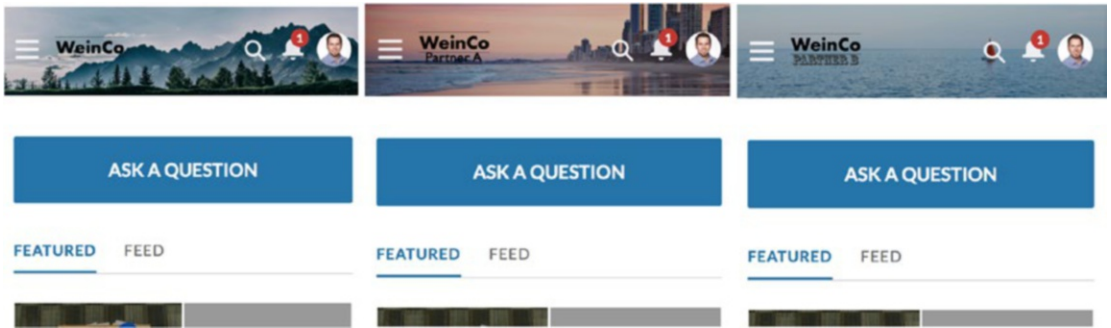 WeinCo
1
ASK A QUESTION
FEATURED FEED
WeinCo
Partner A
1
ASK A QUESTION
FEATURED FEED
WeinCo
PARTNER B
1
ASK A QUESTION
FEATURED FEED